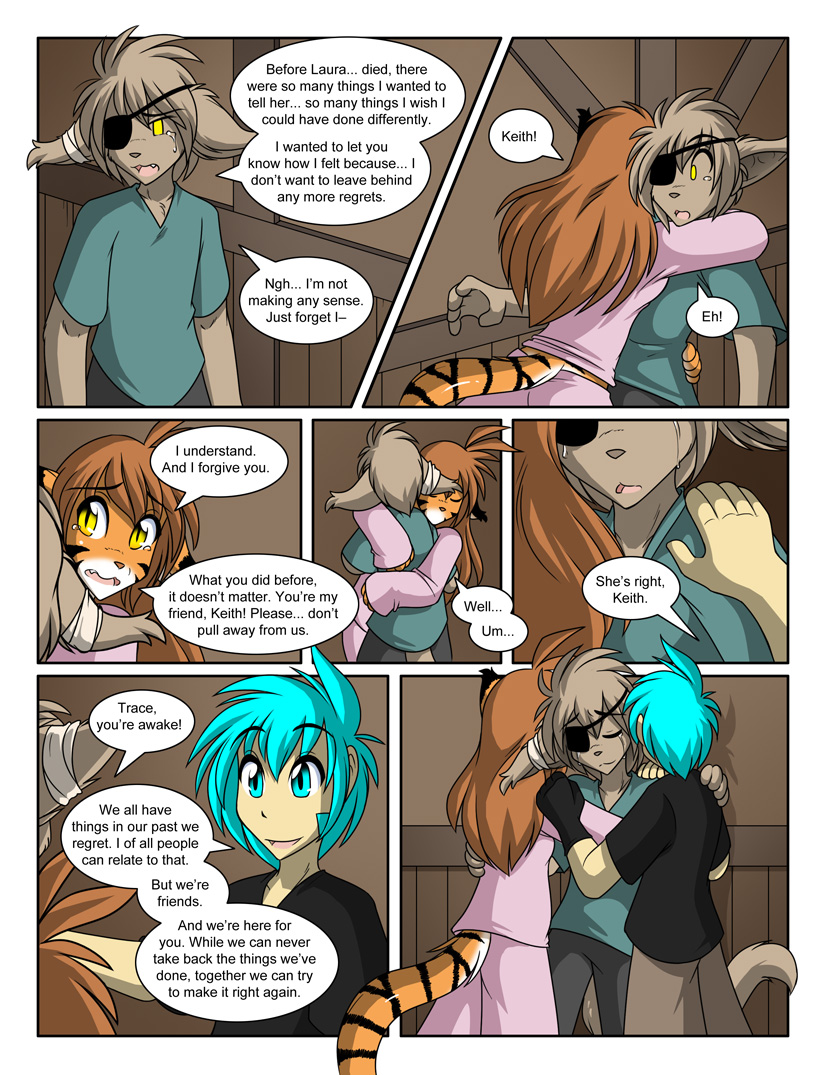 Before Laura... died, there
were so many things I wanted to
tell her... so many things I wish I
could have done differently.
I wanted to let you
know how I felt because... I
don't want to leave behind
any more regrets.
Ngh... I'm not
making any sense.
Just forget I–
Keith!
Eh!
I understand.
And I forgive you.
What you did before,
it doesn't matter. You're my
friend, Keith! Please... don't
pull away from us.
Well...
Um...
She's right,
Keith.
Trace,
you're awake!
We all have
things in our past we
regret. I of all people
can relate to that.
But we're
friends.
And we're here for
you. While we can never
take back the things we've
done, together we can try
to make it right again.